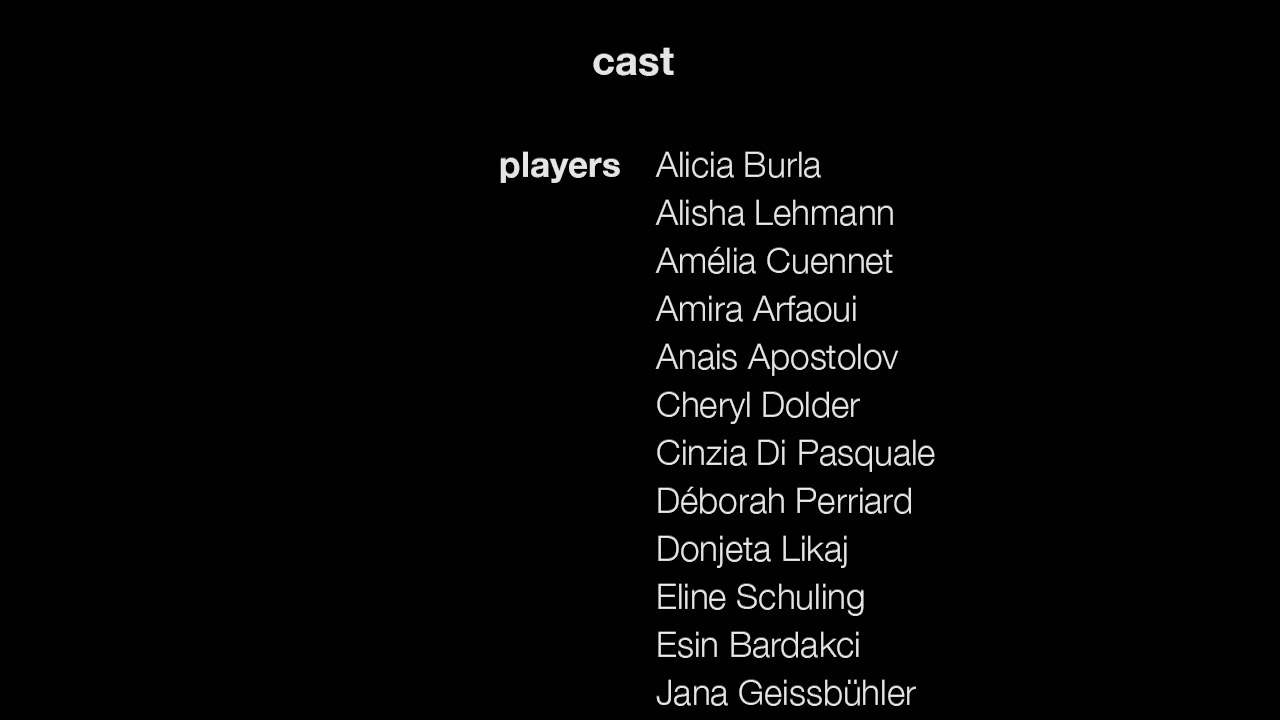 cast
players Alicia Burla
Alisha Lehmann
Amélia Cuennet
Amira Arfaoui
Anais Apostolov
Cheryl Dolder
Cinzia Di Pasquale
Déborah Perriard
Donjeta Likaj
Eline Schuling
Esin Bardakci
Jana Geissbühler